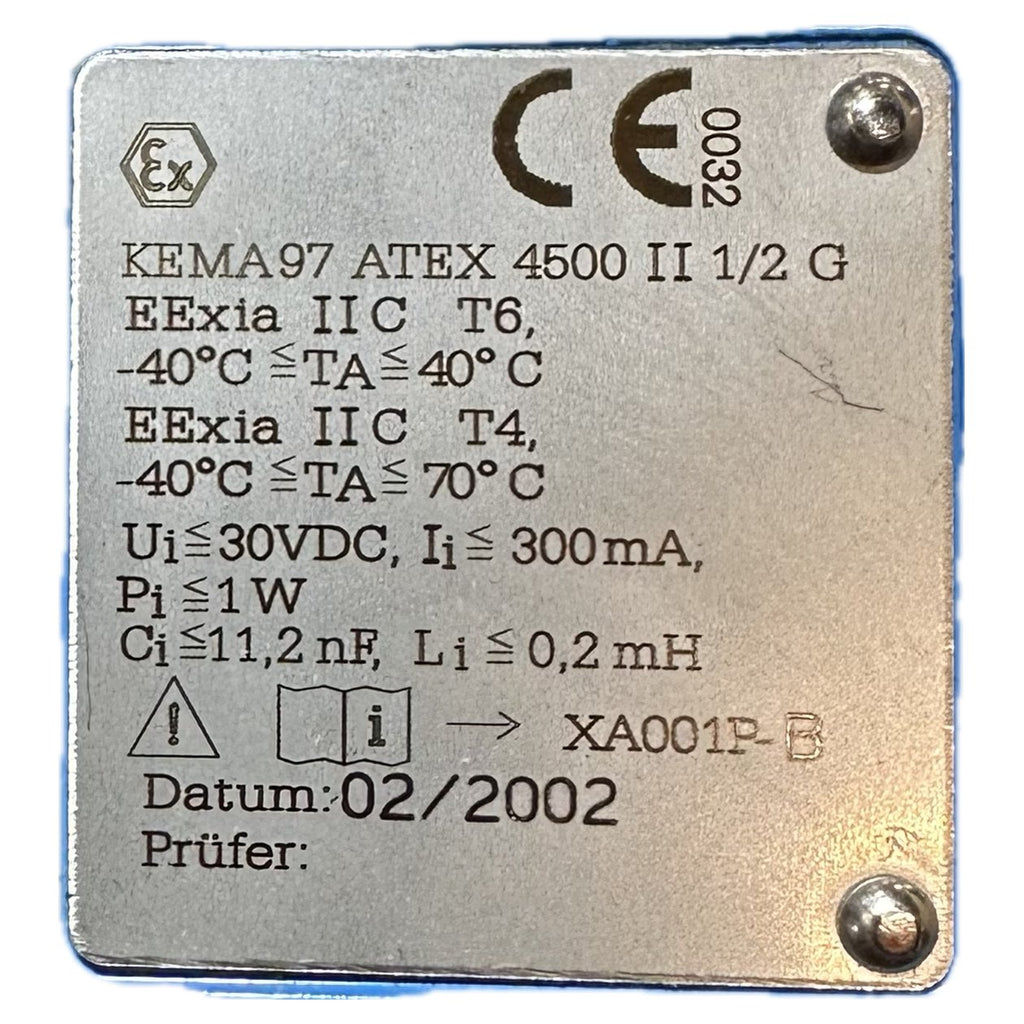 Ex CE 0032
KEMA97 ATEX 4500 II 1/2 G
EExia IIC T6,
-40°C ≦TA≦ 40°C
EExia IIC T4,
-40°C ≦TA≦ 70°C
Ui≦30VDC, Ii≦ 300mA,
Pi ≦1W
Ci≦11,2 nF, Li ≦ 0,2 mH
! i → XA001P-B
Datum: 02/2002
Prüfer: